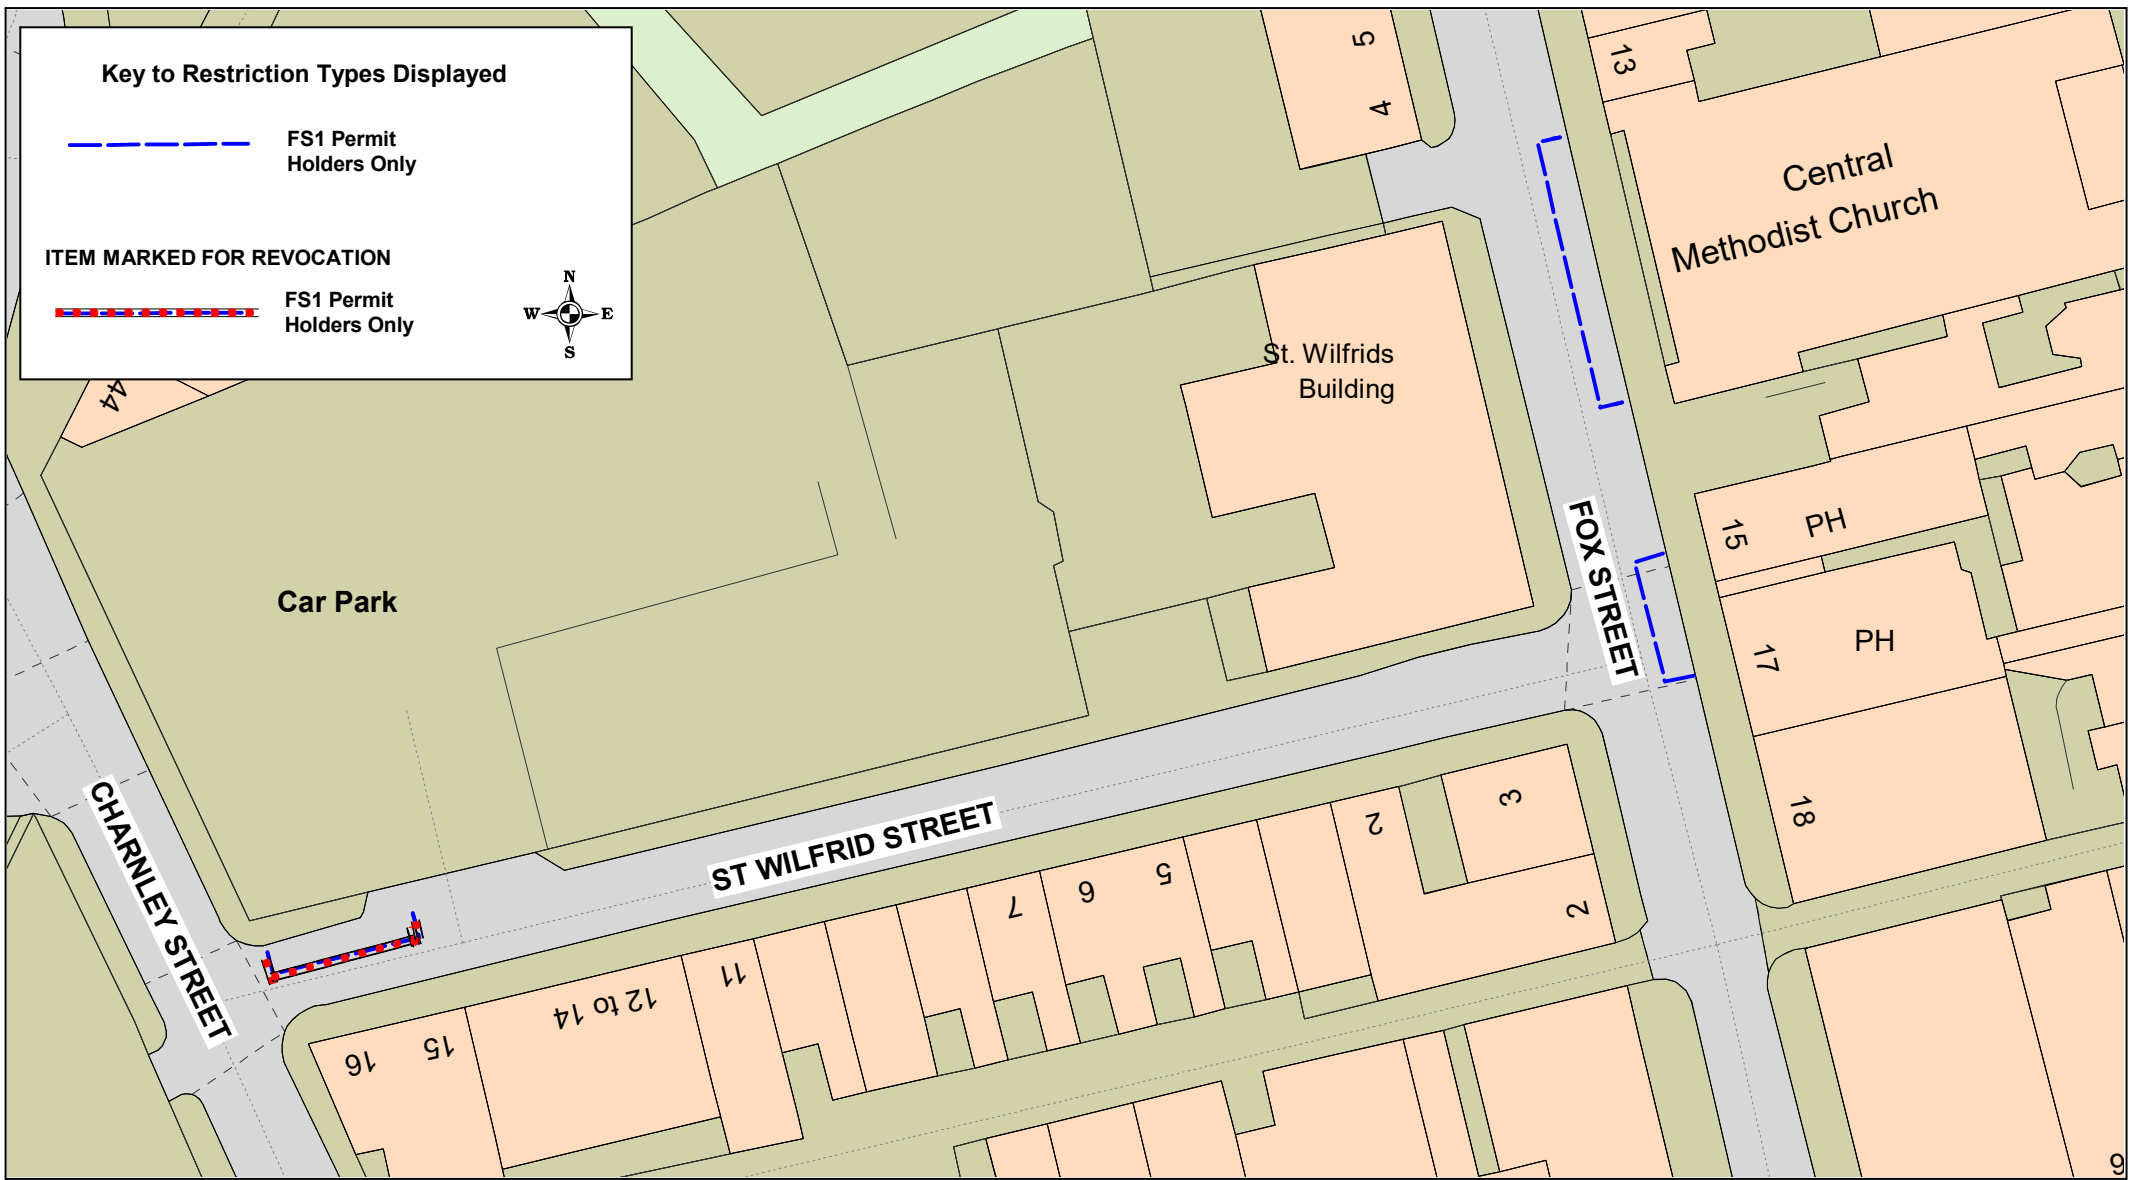 Key to Restriction Types Displayed
FS1 Permit
Holders Only
ITEM MARKED FOR REVOCATION
FS1 Permit
Holders Only
N
W
E
S
5
4
13
Central
Methodist Church
St. Wilfrids
Building
44
Car Park
FOX STREET
15
PH
17
PH
18
CHARNLEY STREET
ST WILFRID STREET
3
2
2
5
6
7
11
12 to 14
15
16
9